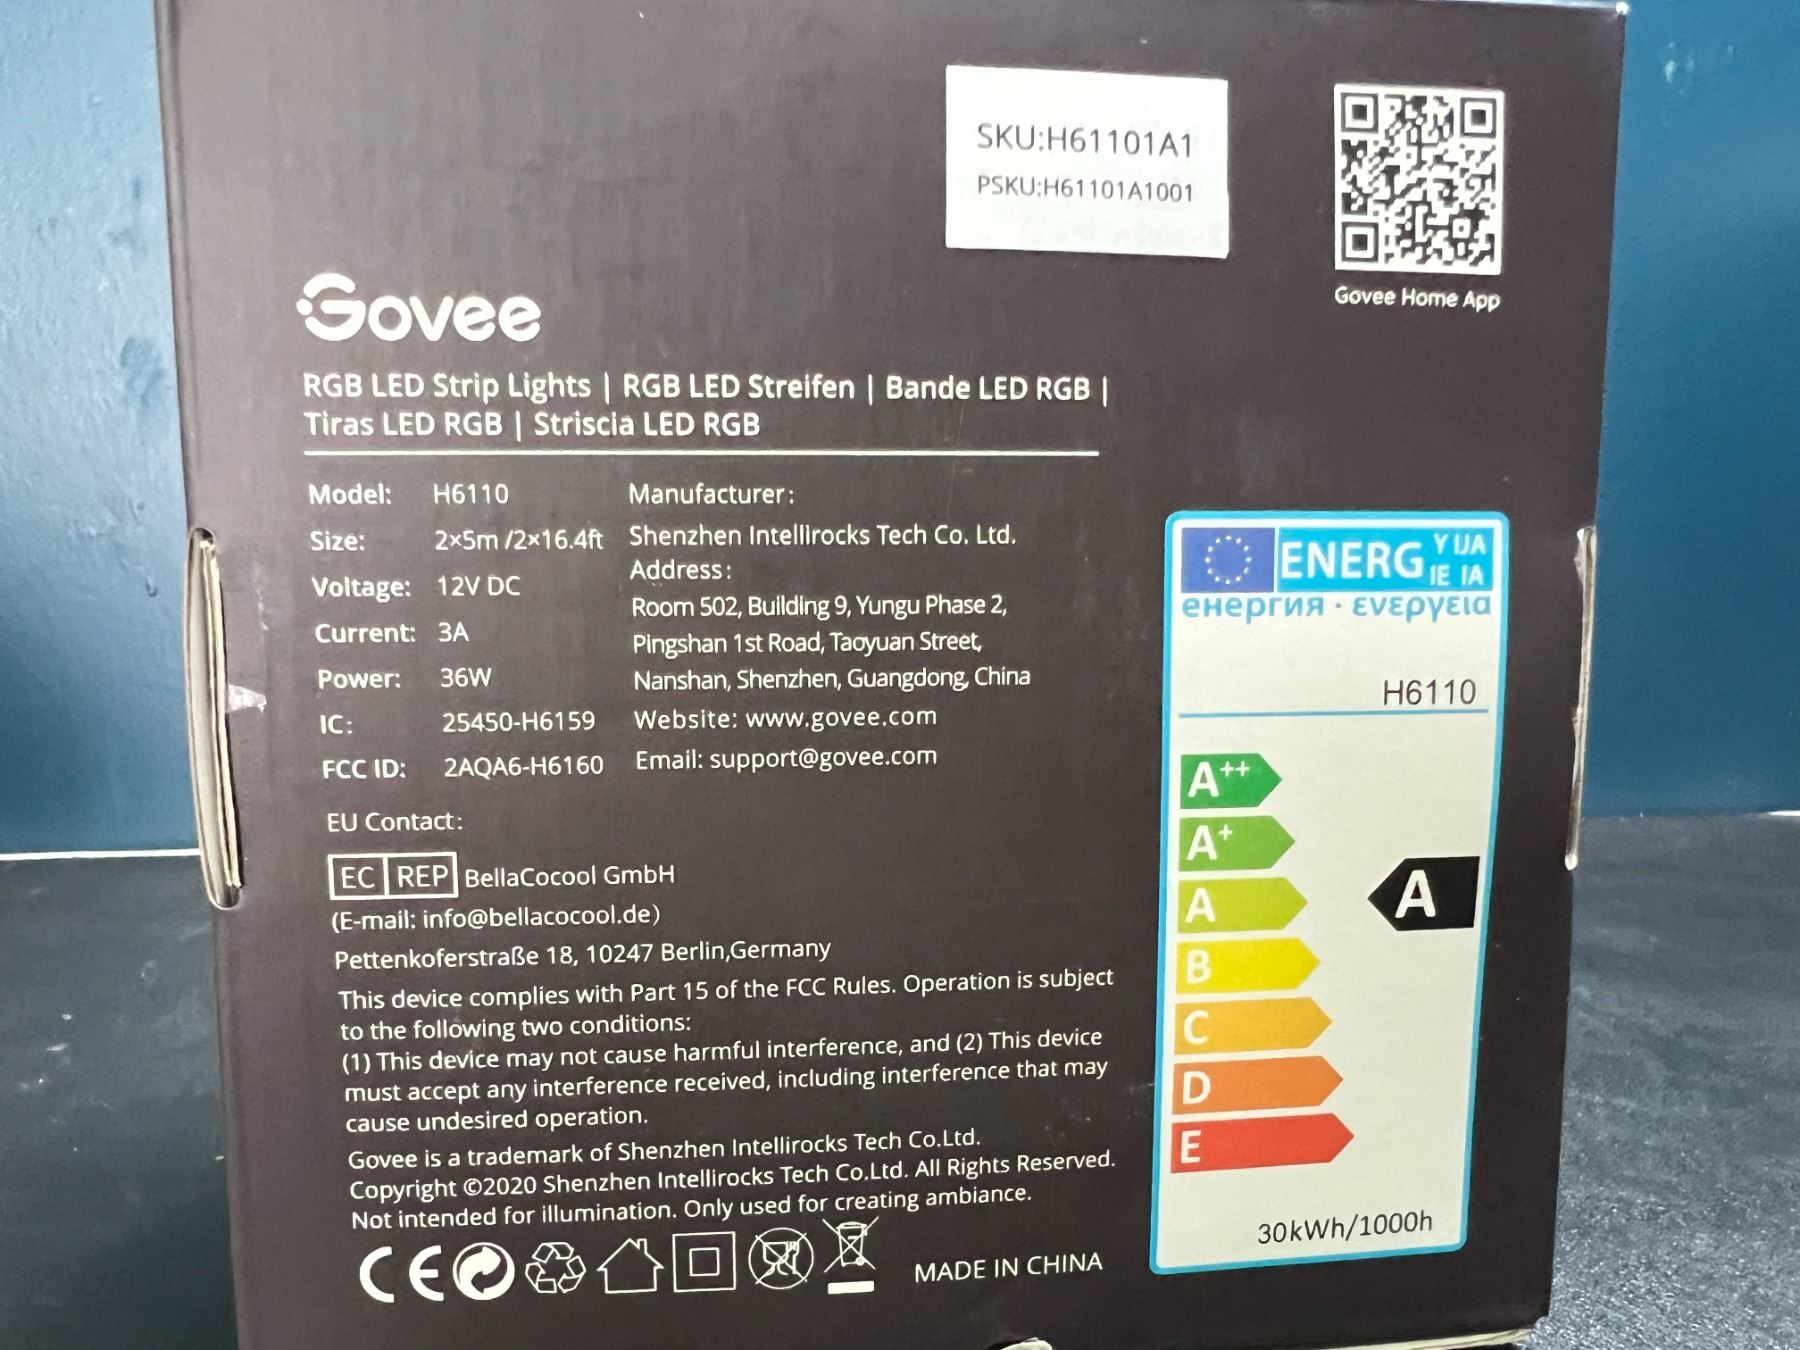 SKU:H61101A1
PSKU:H61101A1001
Govee Home App
Govee
RGB LED Strip Lights | RGB LED Streifen | Bande LED RGB |
Tiras LED RGB | Striscia LED RGB
Model: H6110
Size: 2×5m /2×16.4ft
Voltage: 12V DC
Current: 3A
Power: 36W
IC: 25450-H6159
FCC ID: 2AQA6-H6160
Manufacturer:
Shenzhen Intellirocks Tech Co. Ltd.
Address:
Room 502, Building 9, Yungu Phase 2,
Pingshan 1st Road, Taoyuan Street,
Nanshan, Shenzhen, Guangdong, China
Website: www.govee.com
Email: support@govee.com
EU Contact:
EC REP BellaCocool GmbH
(E-mail: info@bellacocool.de)
Pettenkoferstraße 18, 10247 Berlin,Germany
This device complies with Part 15 of the FCC Rules. Operation is subject
to the following two conditions:
(1) This device may not cause harmful interference, and (2) This device
must accept any interference received, including interference that may
cause undesired operation.
Govee is a trademark of Shenzhen Intellirocks Tech Co.Ltd.
Copyright ©2020 Shenzhen Intellirocks Tech Co.Ltd. All Rights Reserved.
Not intended for illumination. Only used for creating ambiance.
CE
MADE IN CHINA
ENERG Y IJA
IE IA
енергия · ενεργεια
H6110
A++
A+
A
A
B
C
D
E
30kWh/1000h